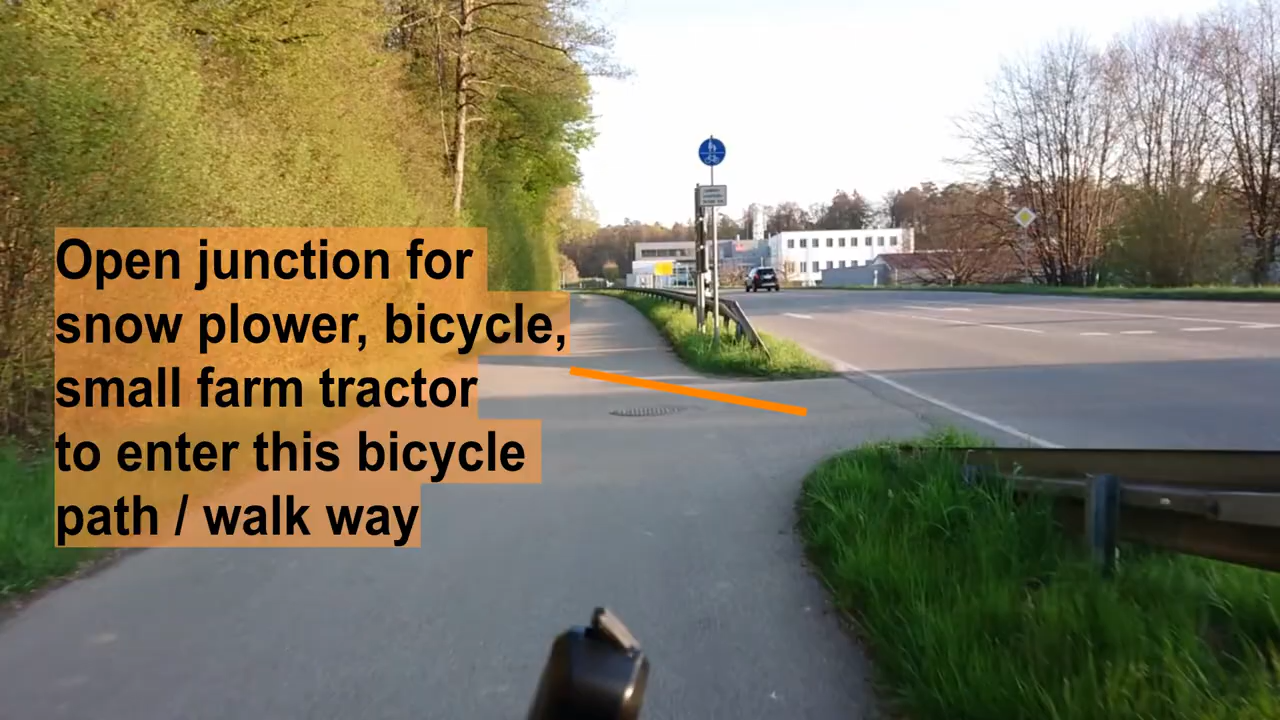 Open junction for
snow plower, bicycle,
small farm tractor
to enter this bicycle
path / walk way